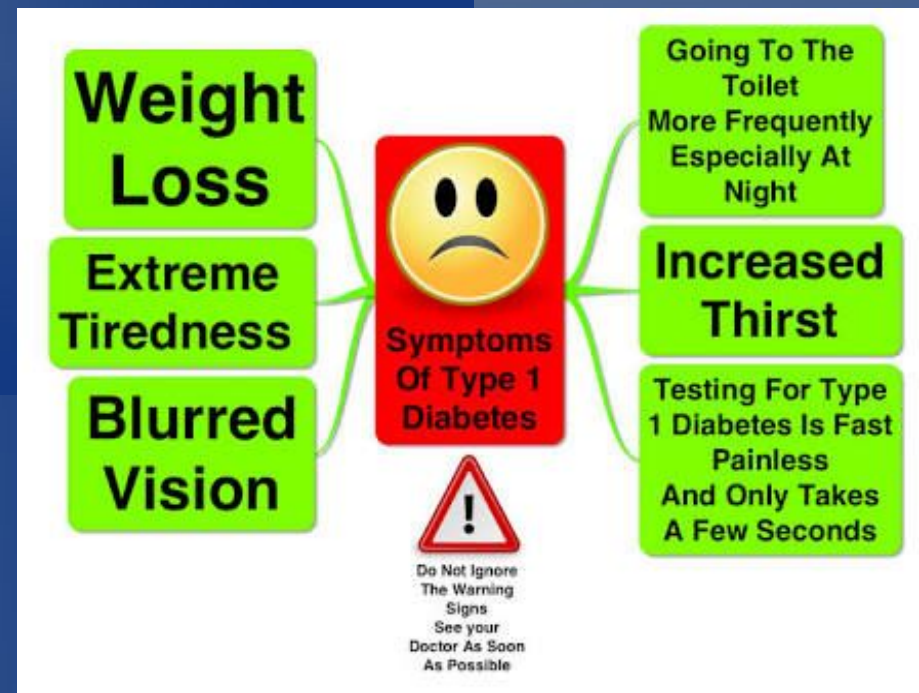 Weight
Loss
Extreme
Tiredness
Blurred
Vision
Symptoms
Of Type 1
Diabetes
!
Do Not Ignore
The Warning
Signs
See your
Doctor As Soon
As Possible
Going To The
Toilet
More Frequently
Especially At
Night
Increased
Thirst
Testing For Type
1 Diabetes Is Fast
Painless
And Only Takes
A Few Seconds